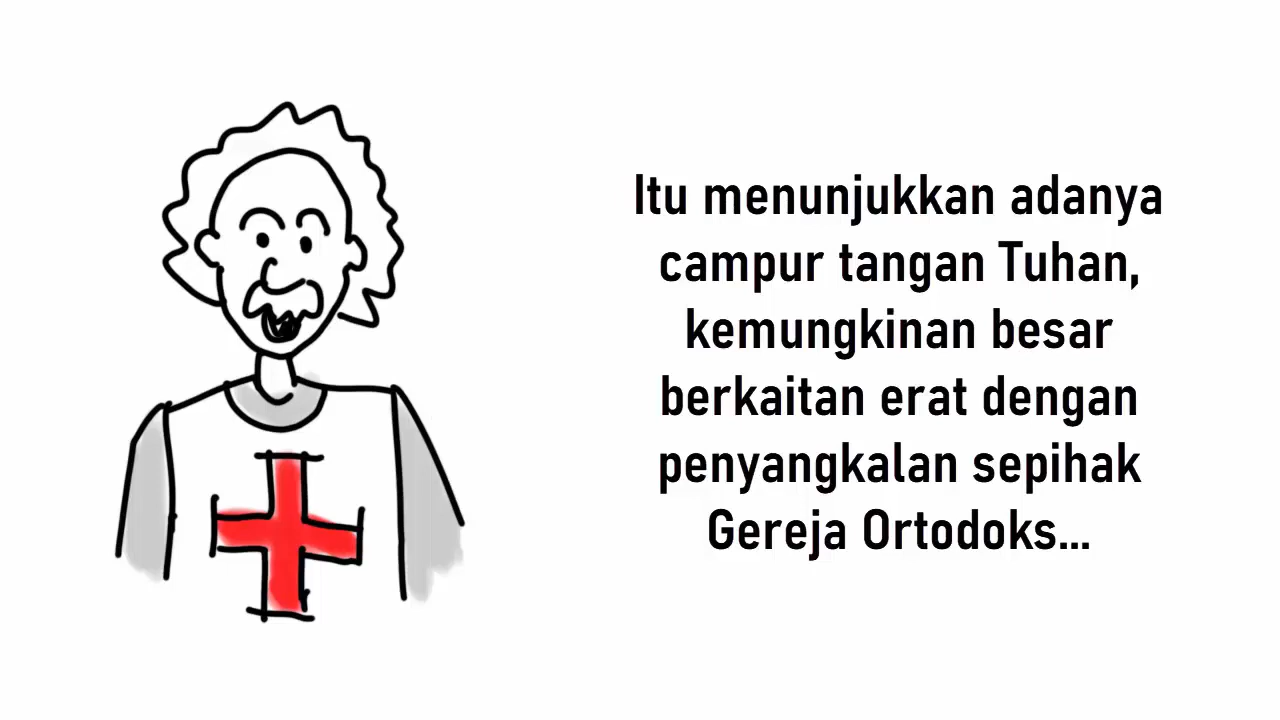 Itu menunjukkan adanya
campur tangan Tuhan,
kemungkinan besar
berkaitan erat dengan
penyangkalan sepihak
Gereja Ortodoks...